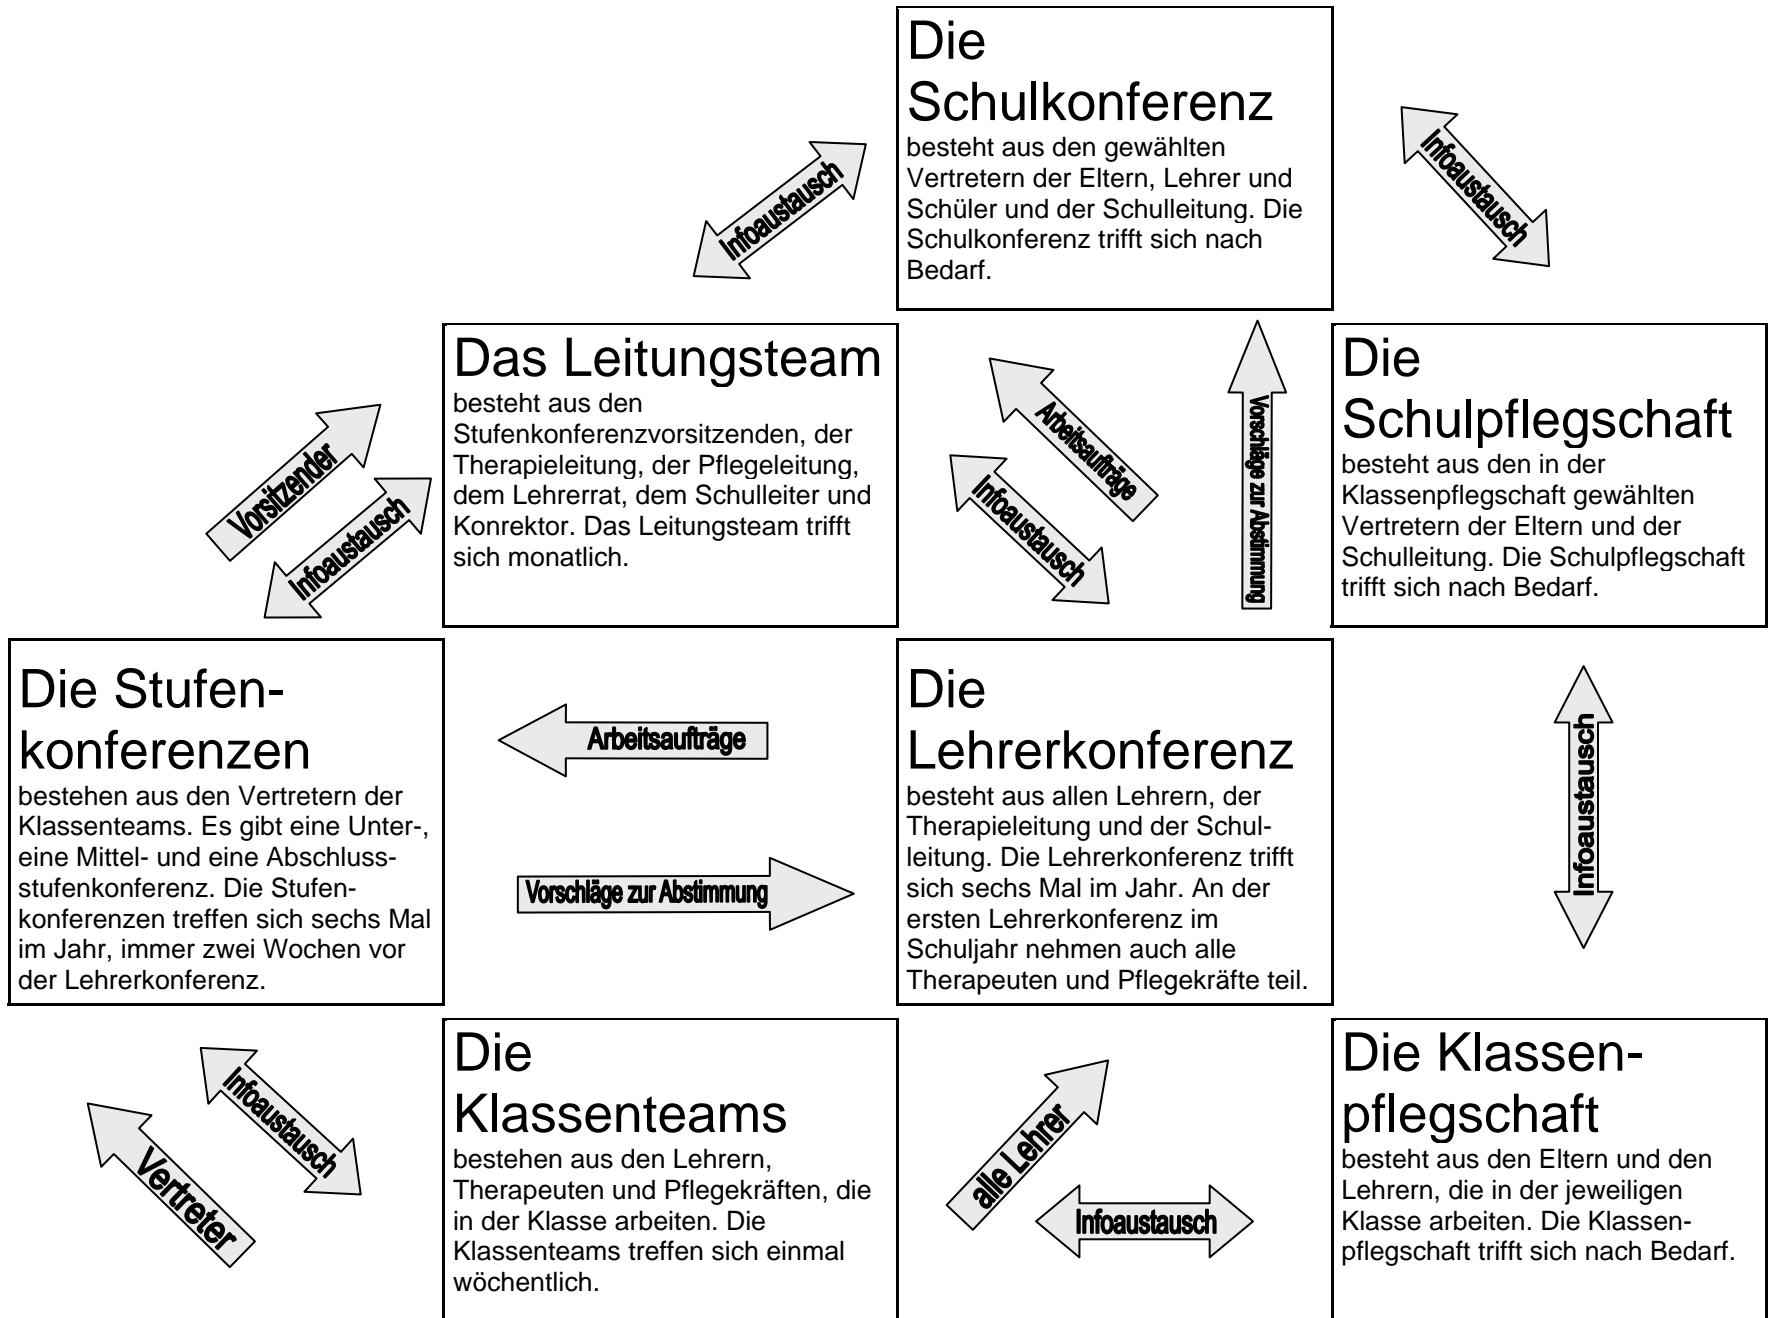 Die
Schulkonferenz
besteht aus den gewählten
Vertretern der Eltern, Lehrer und
Schüler und der Schulleitung. Die
Schulkonferenz trifft sich nach
Bedarf.
Infoaustausch
Infoaustausch
Das Leitungsteam
besteht aus den
Stufenkonferenzvorsitzenden, der
Therapieleitung, der Pflegeleitung,
dem Lehrerrat, dem Schulleiter und
Konrektor. Das Leitungsteam trifft
sich monatlich.
Vorsitzender
Infoaustausch
Arbeitsaufträge
Infoaustausch
Vorschläge zur Abstimmung
Die
Schulpflegschaft
besteht aus den in der
Klassenpflegschaft gewählten
Vertretern der Eltern und der
Schulleitung. Die Schulpflegschaft
trifft sich nach Bedarf.
Die Stufen-
konferenzen
bestehen aus den Vertretern der
Klassenteams. Es gibt eine Unter-,
eine Mittel- und eine Abschluss-
stufenkonferenz. Die Stufen-
konferenzen treffen sich sechs Mal
im Jahr, immer zwei Wochen vor
der Lehrerkonferenz.
Arbeitsaufträge
Vorschläge zur Abstimmung
Die
Lehrerkonferenz
besteht aus allen Lehrern, der
Therapieleitung und der Schul-
leitung. Die Lehrerkonferenz trifft
sich sechs Mal im Jahr. An der
ersten Lehrerkonferenz im
Schuljahr nehmen auch alle
Therapeuten und Pflegekräfte teil.
Infoaustausch
Infoaustausch
Vertreter
Die
Klassenteams
bestehen aus den Lehrern,
Therapeuten und Pflegekräften, die
in der Klasse arbeiten. Die
Klassenteams treffen sich einmal
wöchentlich.
alle Lehrer
Infoaustausch
Die Klassen-
pflegschaft
besteht aus den Eltern und den
Lehrern, die in der jeweiligen
Klasse arbeiten. Die Klassen-
pflegschaft trifft sich nach Bedarf.